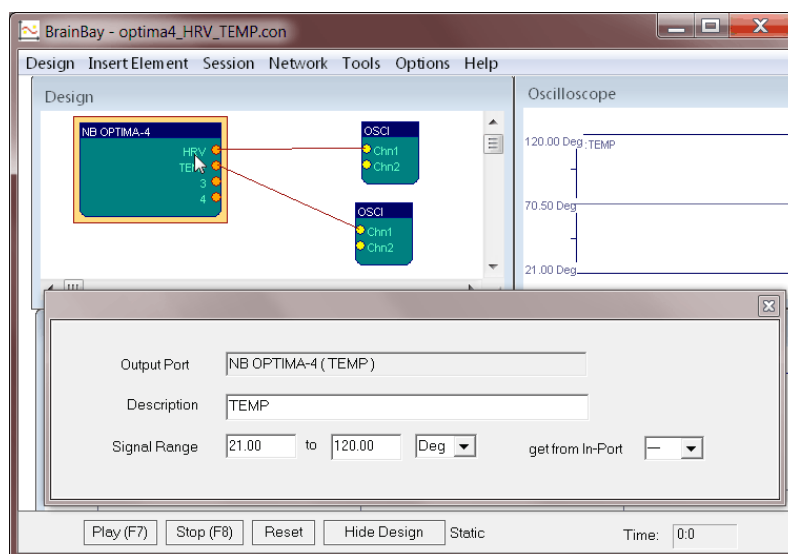 BrainBay - optima4_HRV_TEMP.con
Design Insert Element Session Network Tools Options Help
Design
NB OPTIMA-4
HRV
TEMP
3
4
OSCI
Chn1
Chn2
OSCI
Chn1
Chn2
Oscilloscope
120.00 Deg :TEMP
70.50 Deg
21.00 Deg
Output Port NB OPTIMA-4 ( TEMP )
Description TEMP
Signal Range 21.00 to 120.00 Deg get from In-Port ---
Play (F7) Stop (F8) Reset Hide Design Static Time: 0:0